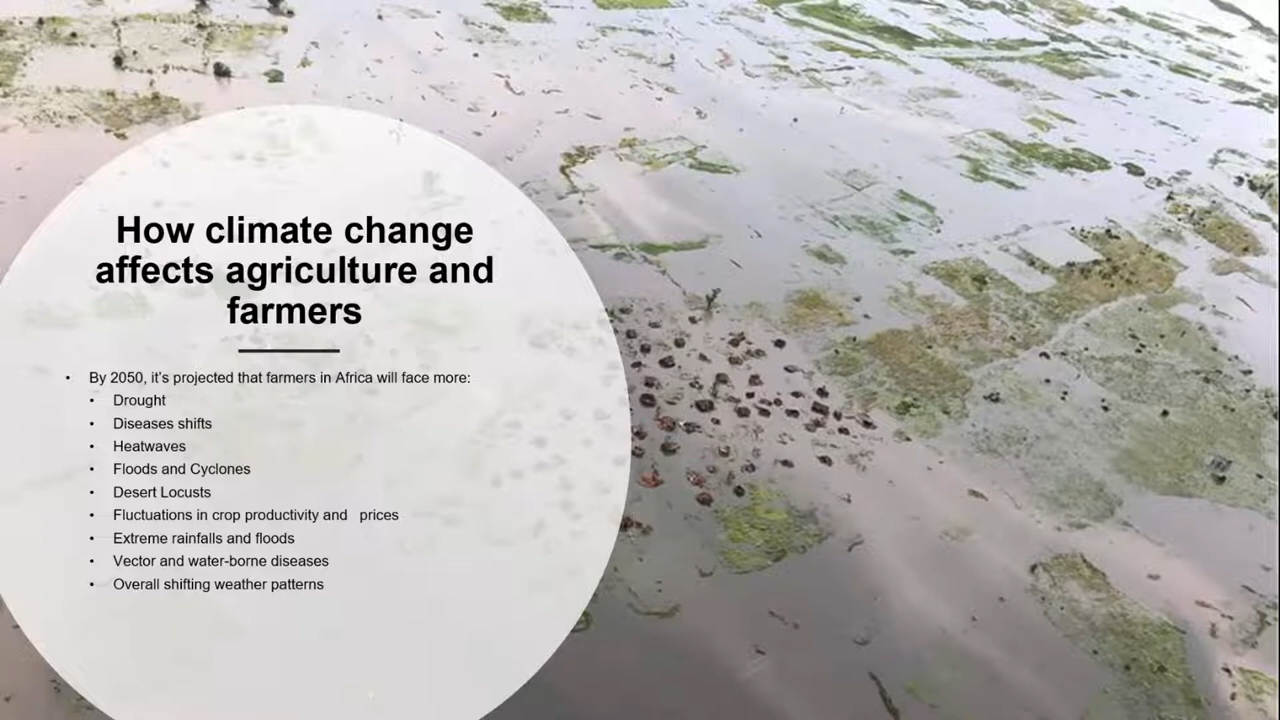 How climate change
affects agriculture and
farmers
• By 2050, it's projected that farmers in Africa will face more:
• Drought
• Diseases shifts
• Heatwaves
• Floods and Cyclones
• Desert Locusts
• Fluctuations in crop productivity and   prices
• Extreme rainfalls and floods
• Vector and water-borne diseases
• Overall shifting weather patterns